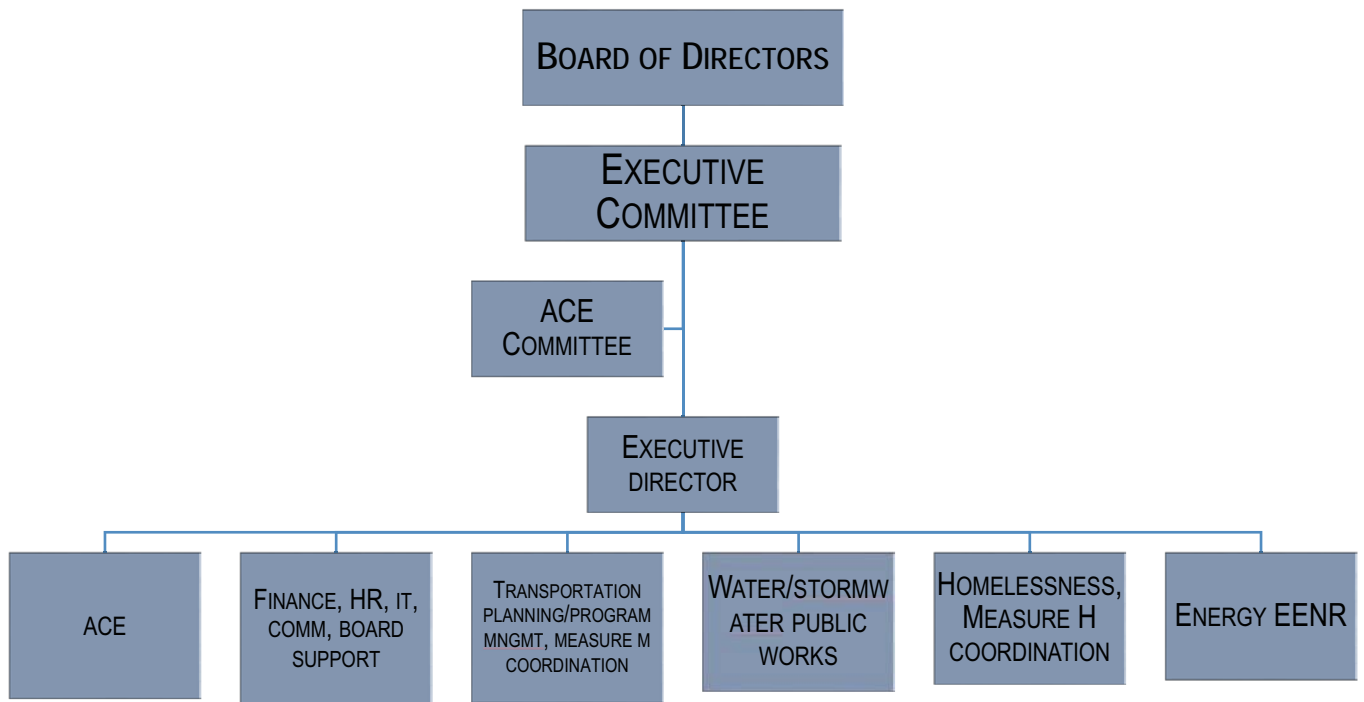 BOARD OF DIRECTORS
EXECUTIVE
COMMITTEE
ACE
COMMITTEE
EXECUTIVE
DIRECTOR
ACE
FINANCE, HR, IT,
COMM, BOARD
SUPPORT
TRANSPORTATION
PLANNING/PROGRAM
MNGMT, MEASURE M
COORDINATION
WATER/STORMW
ATER PUBLIC
WORKS
HOMELESSNESS,
MEASURE H
COORDINATION
ENERGY EENR